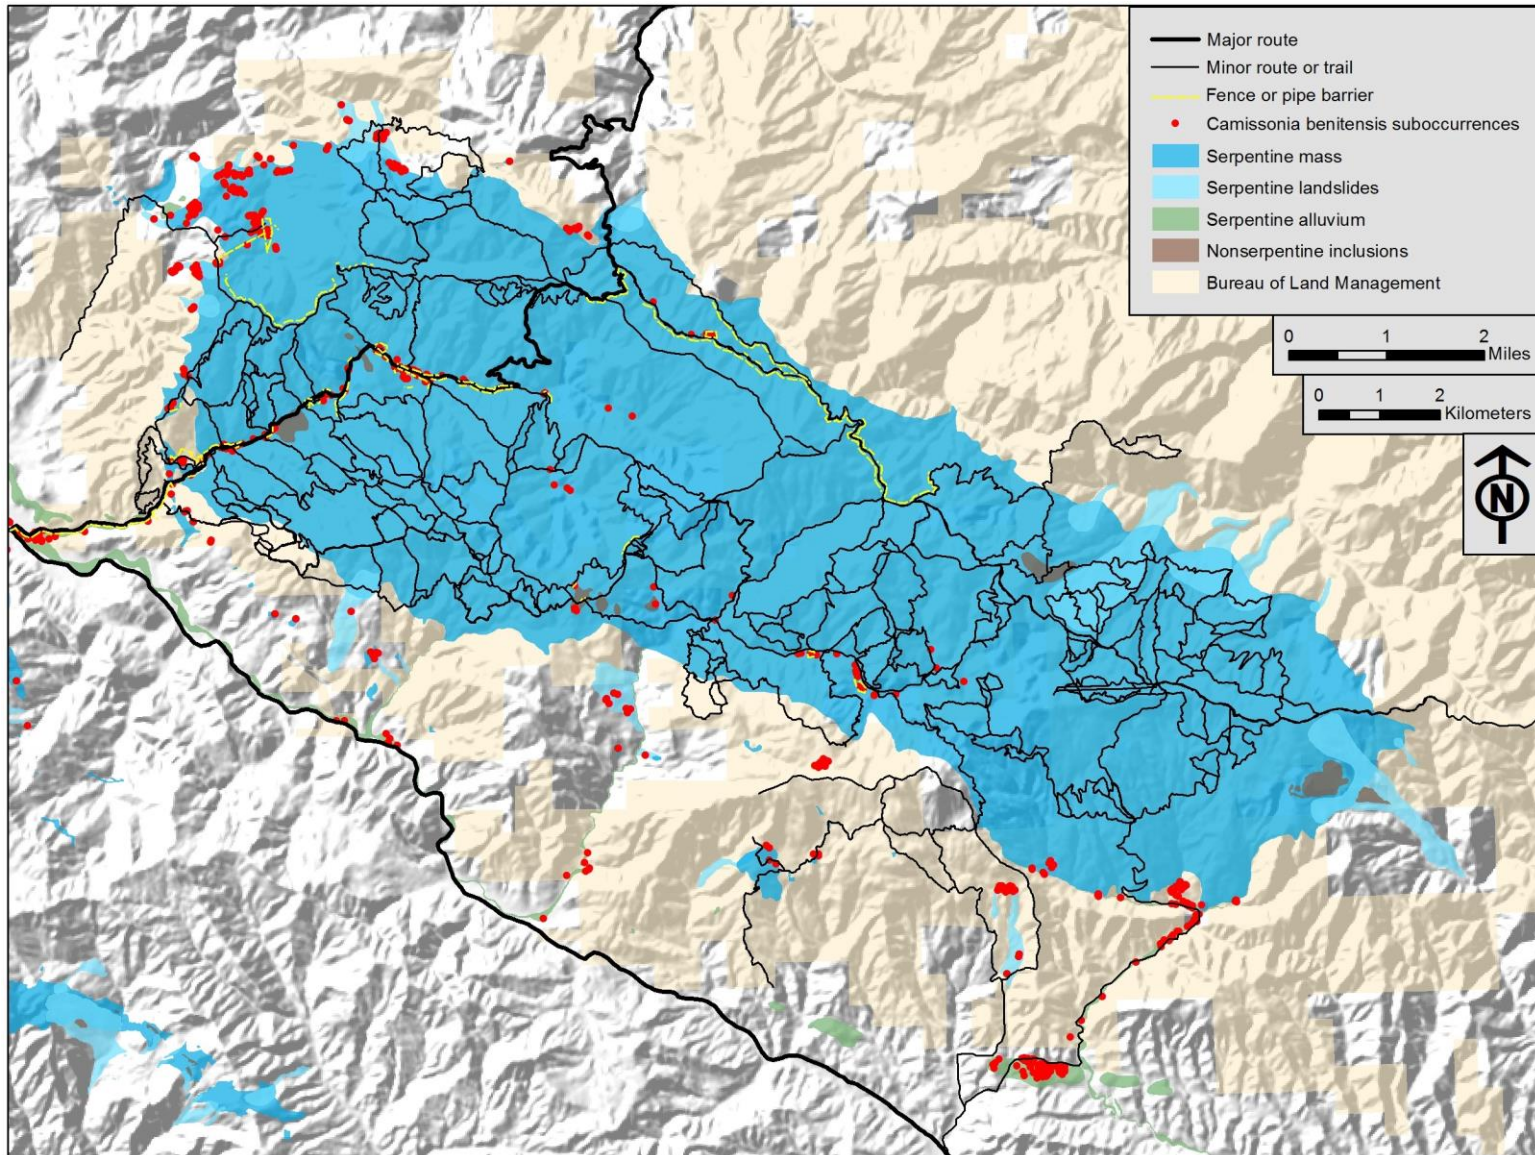 Major route
Minor route or trail
Fence or pipe barrier
Camissonia benitensis suboccurrences
Serpentine mass
Serpentine landslides
Serpentine alluvium
Nonserpentine inclusions
Bureau of Land Management
0 1 2
Miles
0 1 2
Kilometers
N